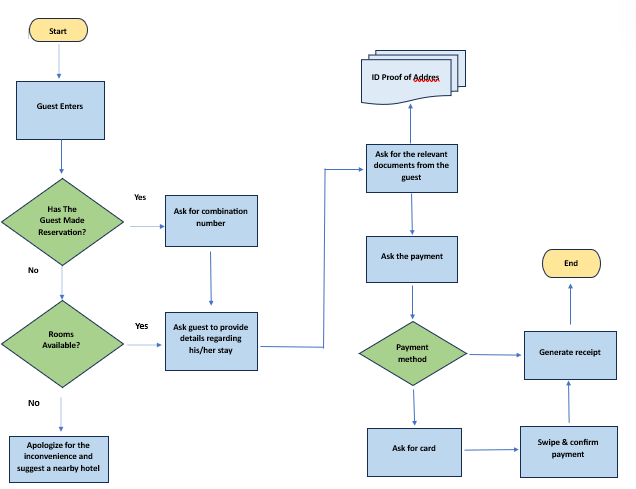 Start
Guest Enters
Has The
Guest Made
Reservation?
Yes
No
Ask for combination
number
Rooms
Available?
Yes
No
Ask guest to provide
details regarding
his/her stay
Apologize for the
inconvenience and
suggest a nearby hotel
ID Proof of Addres
Ask for the relevant
documents from the
guest
Ask the payment
Payment
method
Ask for card
Swipe & confirm
payment
Generate receipt
End